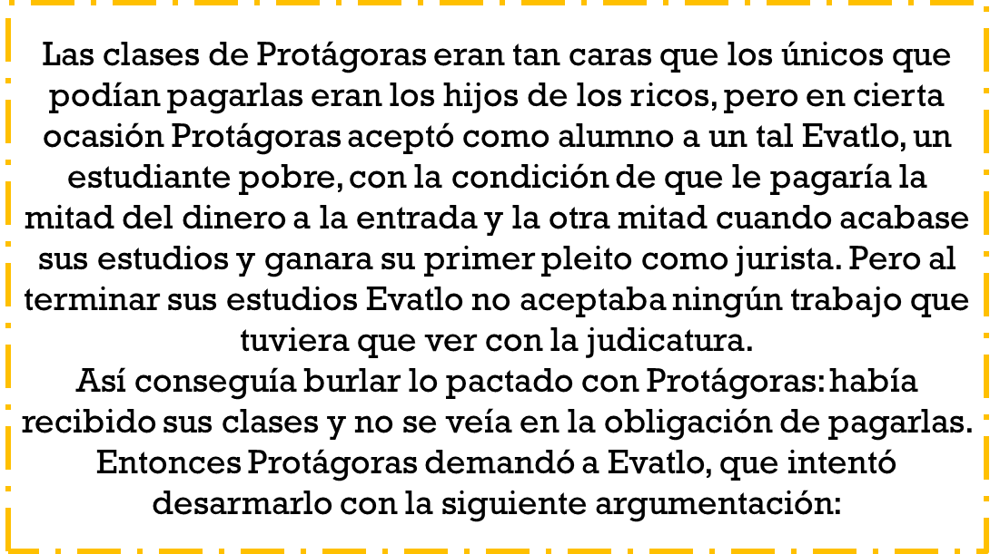 Las clases de Protágoras eran tan caras que los únicos que
podían pagarlas eran los hijos de los ricos, pero en cierta
ocasión Protágoras aceptó como alumno a un tal Evatlo, un
estudiante pobre, con la condición de que le pagaría la
mitad del dinero a la entrada y la otra mitad cuando acabase
sus estudios y ganara su primer pleito como jurista. Pero al
terminar sus estudios Evatlo no aceptaba ningún trabajo que
tuviera que ver con la judicatura.
Así conseguía burlar lo pactado con Protágoras: había
recibido sus clases y no se veía en la obligación de pagarlas.
Entonces Protágoras demandó a Evatlo, que intentó
desarmarlo con la siguiente argumentación: